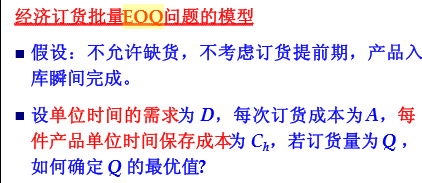 经济订货批量EOQ问题的模型
假设：不允许缺货，不考虑订货提前期，产品入
库瞬间完成。
设单位时间的需求为 D，每次订货成本为A，每
件产品单位时间保存成本为 Ch，若订货量为Q，
如何确定 Q 的最优值?